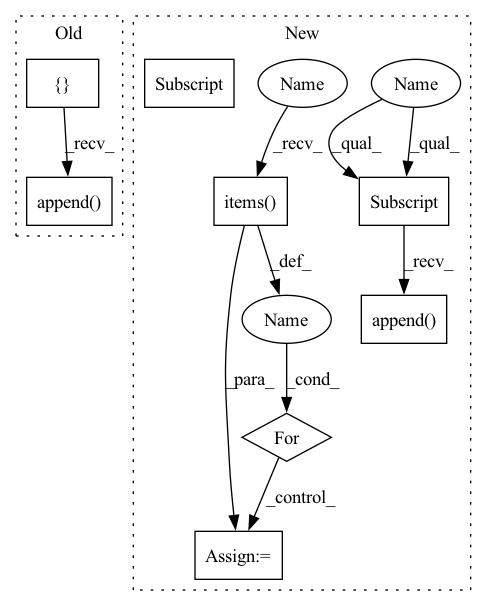 Old
New
{}
Subscript
Name
Name
_recv_
_recv_
_qual_
_qual_
append()
items()
Subscript
_def_
_recv_
Name
append()
_para_
_cond_
For
_control_
Assign:=